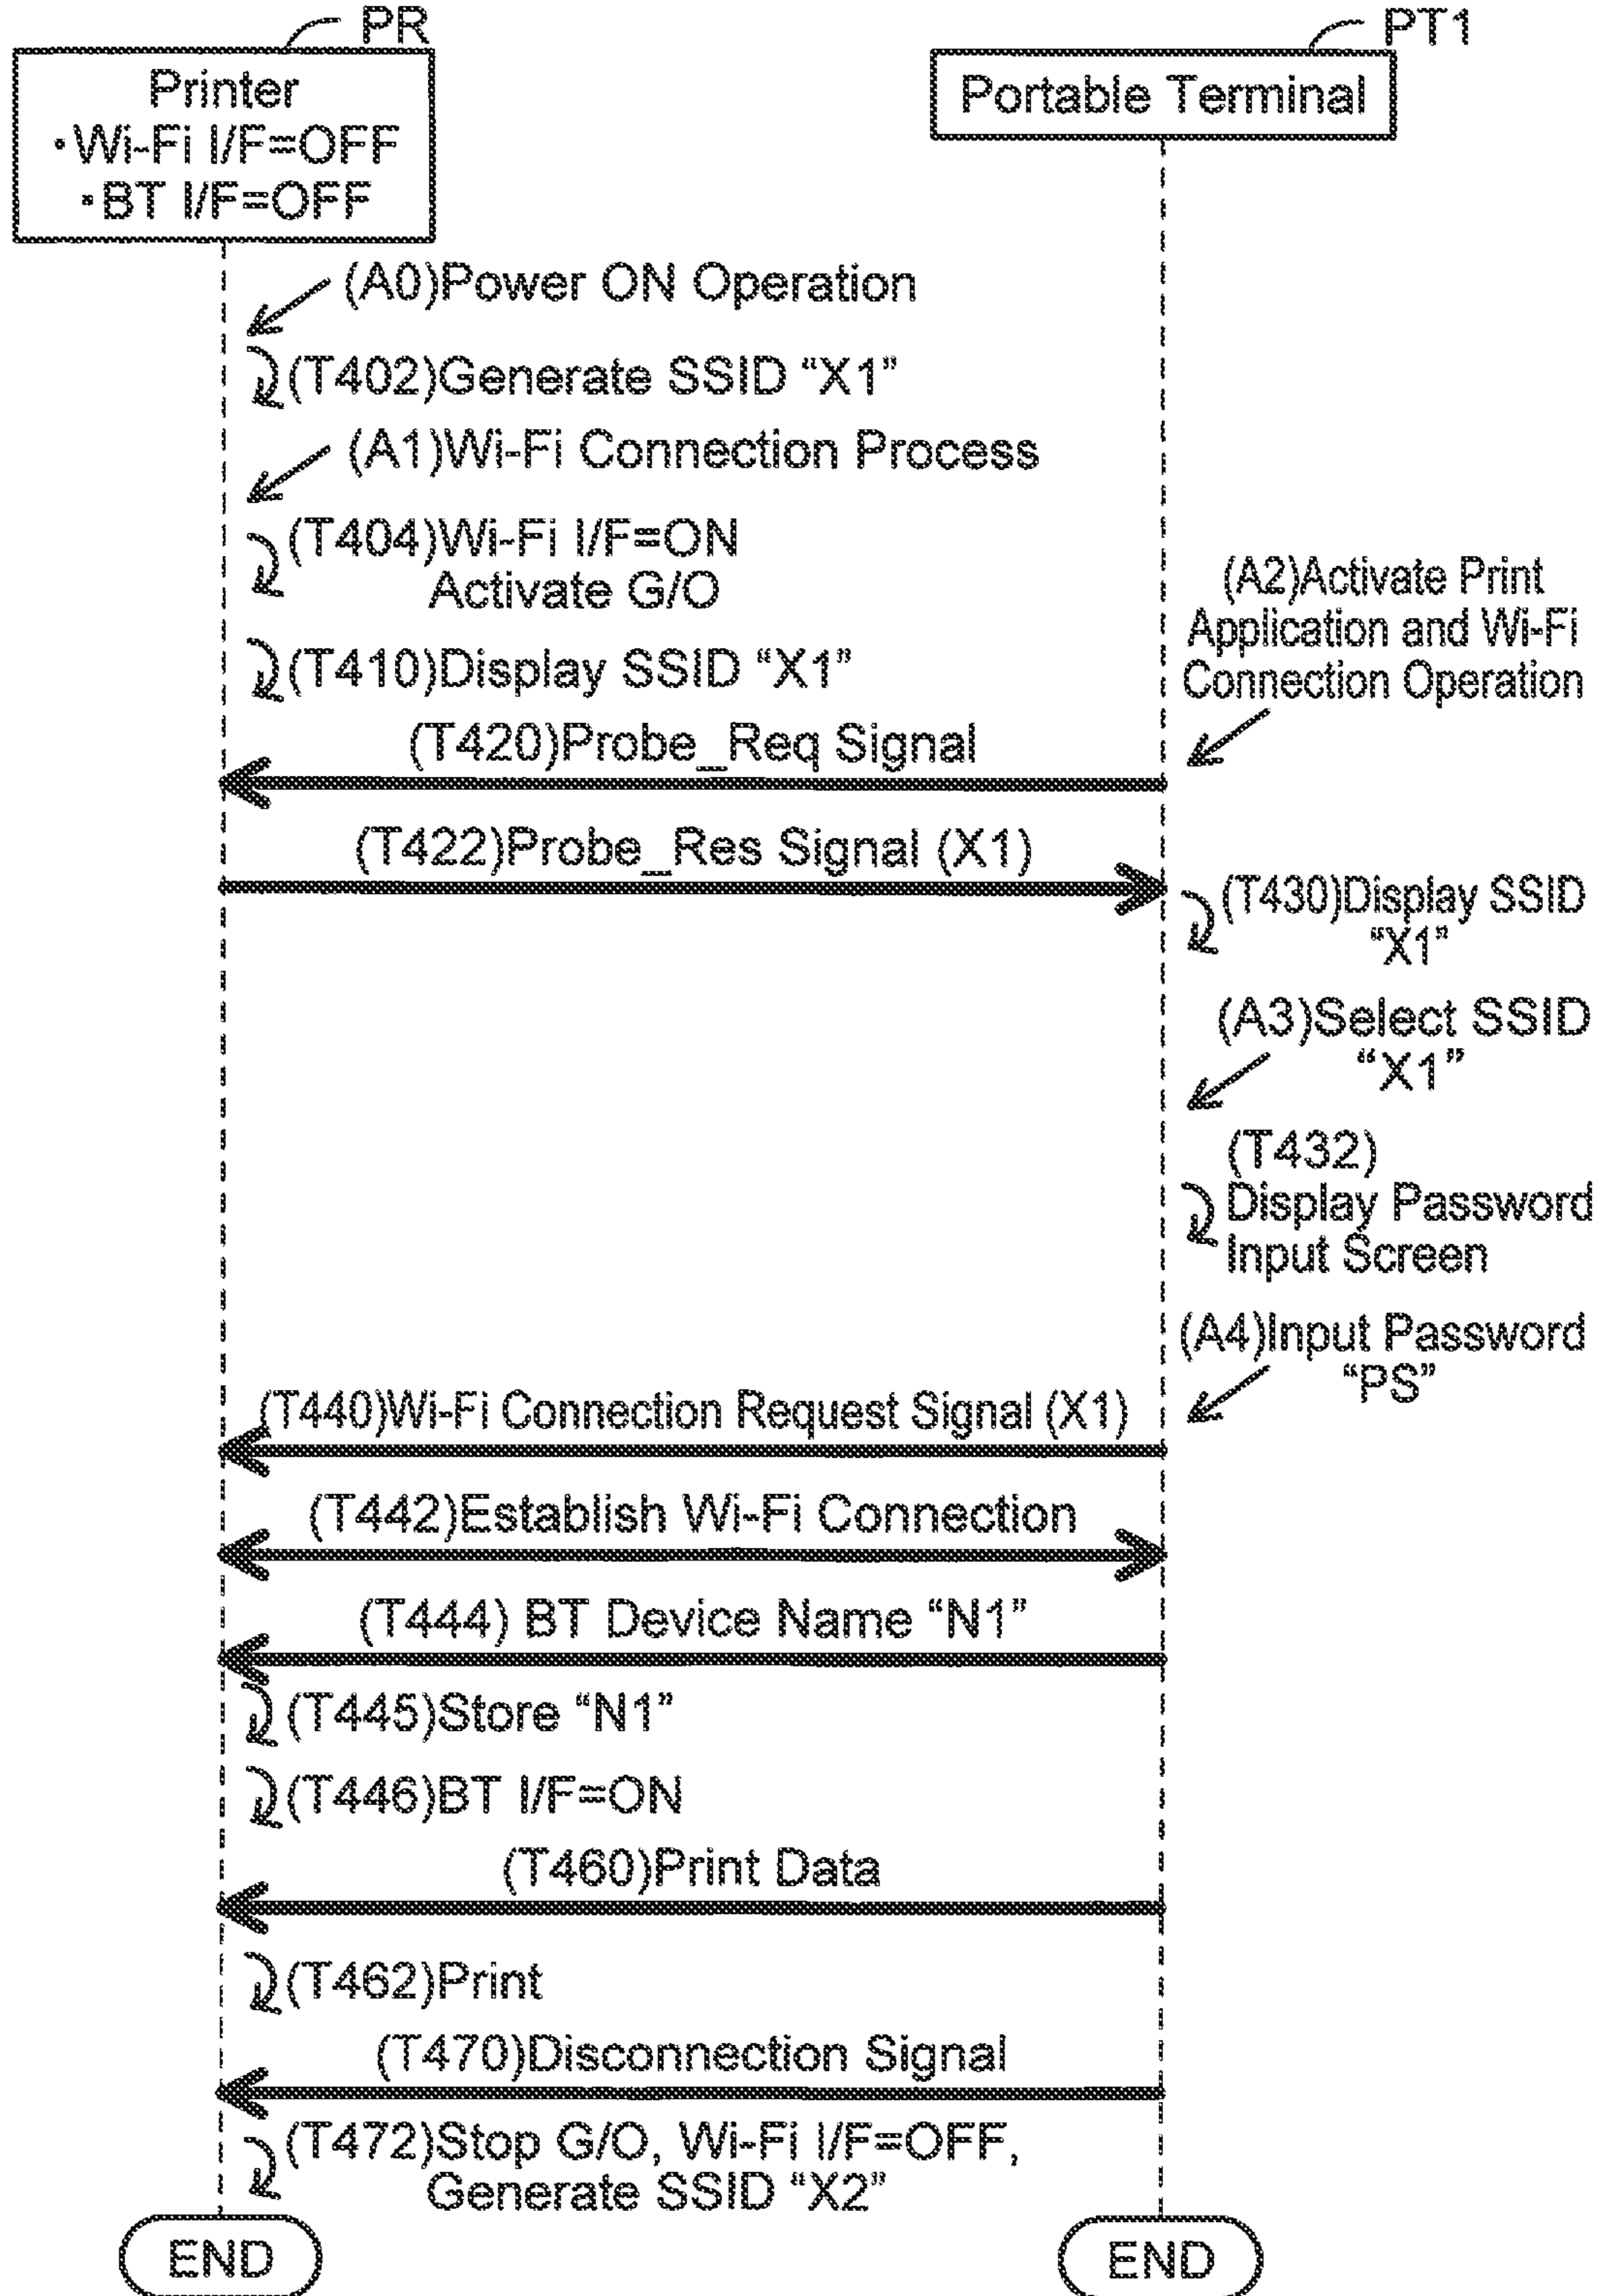 PR
PT1
Printer
・Wi-Fi I/F=OFF
・BT I/F=OFF
Portable Terminal
(A0)Power ON Operation
(T402)Generate SSID “X1”
(A1)Wi-Fi Connection Process
(T404)Wi-Fi I/F=ON
Activate G/O
(A2)Activate Print
Application and Wi-Fi
Connection Operation
(T410)Display SSID “X1”
(T420)Probe_Req Signal
(T422)Probe_Res Signal (X1)
(T430)Display SSID
“X1”
(A3)Select SSID
“X1”
(T432)
Display Password
Input Screen
(A4)Input Password
“PS”
(T440)Wi-Fi Connection Request Signal (X1)
(T442)Establish Wi-Fi Connection
(T444) BT Device Name “N1”
(T445)Store “N1”
(T446)BT I/F=ON
(T460)Print Data
(T462)Print
(T470)Disconnection Signal
(T472)Stop G/O, Wi-Fi I/F=OFF,
Generate SSID “X2”
END
END